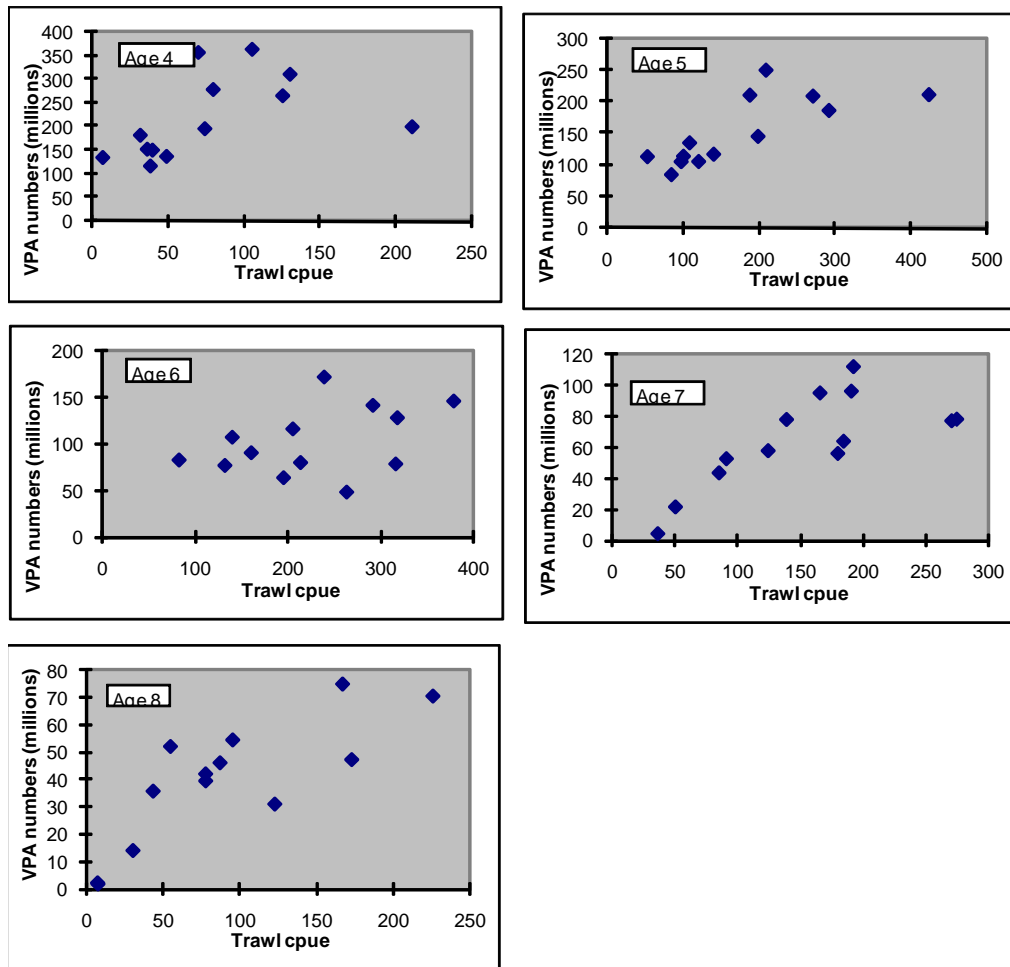 VPA numbers (millions)
400
350
300
250
200
150
100
50
0
Age 4
0 50 100 150 200 250
Trawl cpue
VPA numbers (millions)
300
250
200
150
100
50
0
Age 5
0 100 200 300 400 500
Trawl cpue
VPA numbers (millions)
200
150
100
50
0
Age 6
0 100 200 300 400
Trawl cpue
VPA numbers (millions)
120
100
80
60
40
20
0
Age 7
0 50 100 150 200 250 300
Trawl cpue
VPA numbers (millions)
80
70
60
50
40
30
20
10
0
Age 8
0 50 100 150 200 250
Trawl cpue